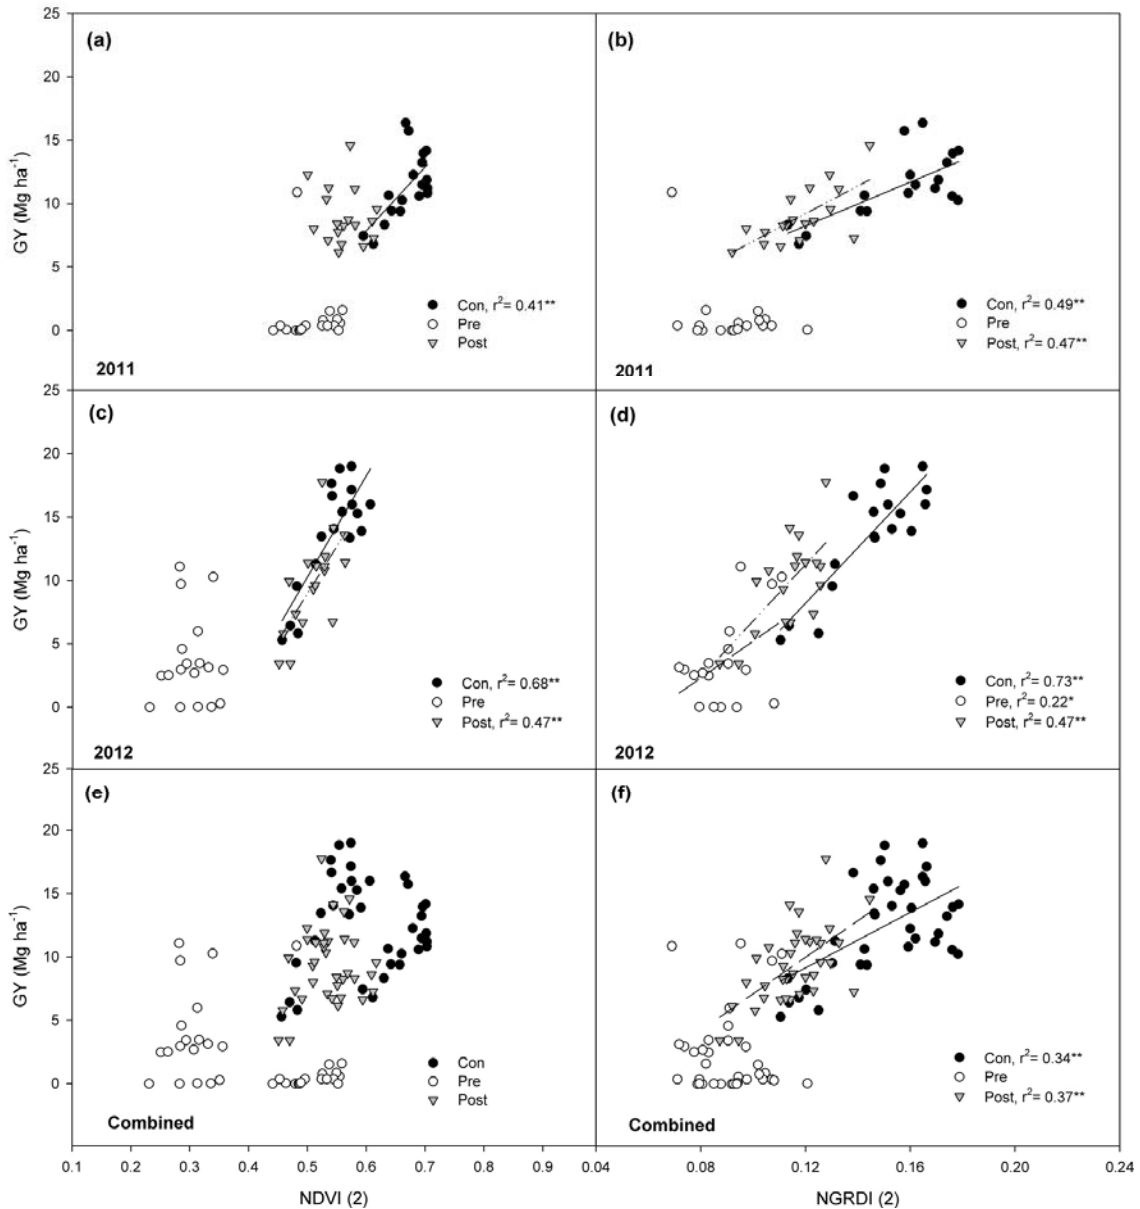 25
20
15
10
5
0
GY (Mg ha⁻¹)
(a)
Con, r²= 0.41**
Pre
Post
2011
(b)
Con, r²= 0.49**
Pre
Post, r²= 0.47**
2011
25
20
15
10
5
0
GY (Mg ha⁻¹)
(c)
Con, r²= 0.68**
Pre
Post, r²= 0.47**
2012
(d)
Con, r²= 0.73**
Pre, r²= 0.22*
Post, r²= 0.47**
2012
25
20
15
10
5
0
GY (Mg ha⁻¹)
(e)
Con
Pre
Post
Combined
(f)
Con, r²= 0.34**
Pre
Post, r²= 0.37**
Combined
0.1 0.2 0.3 0.4 0.5 0.6 0.7 0.8 0.9 0.04 0.08 0.12 0.16 0.20 0.24
NDVI (2)
NGRDI (2)